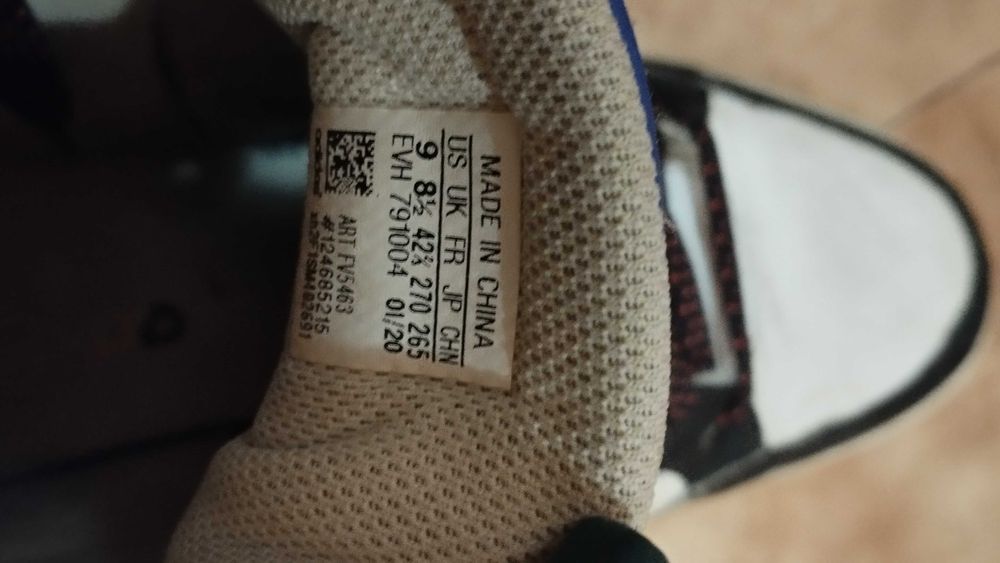 MADE IN CHINA
US UK FR JP CHN
9 8½ 42⅔ 270 265
EVH 791004 01/20
ART FV5463
#124685215
adidas